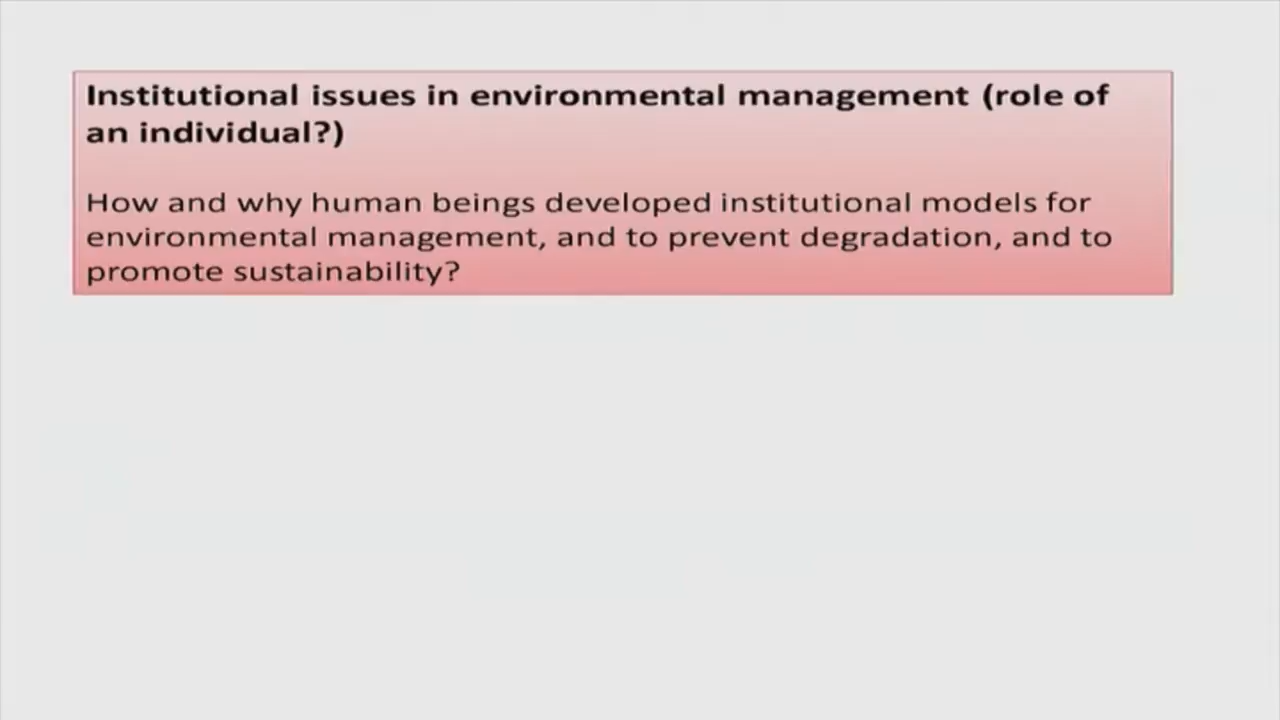 Institutional issues in environmental management (role of
an individual?)
How and why human beings developed institutional models for
environmental management, and to prevent degradation, and to
promote sustainability?